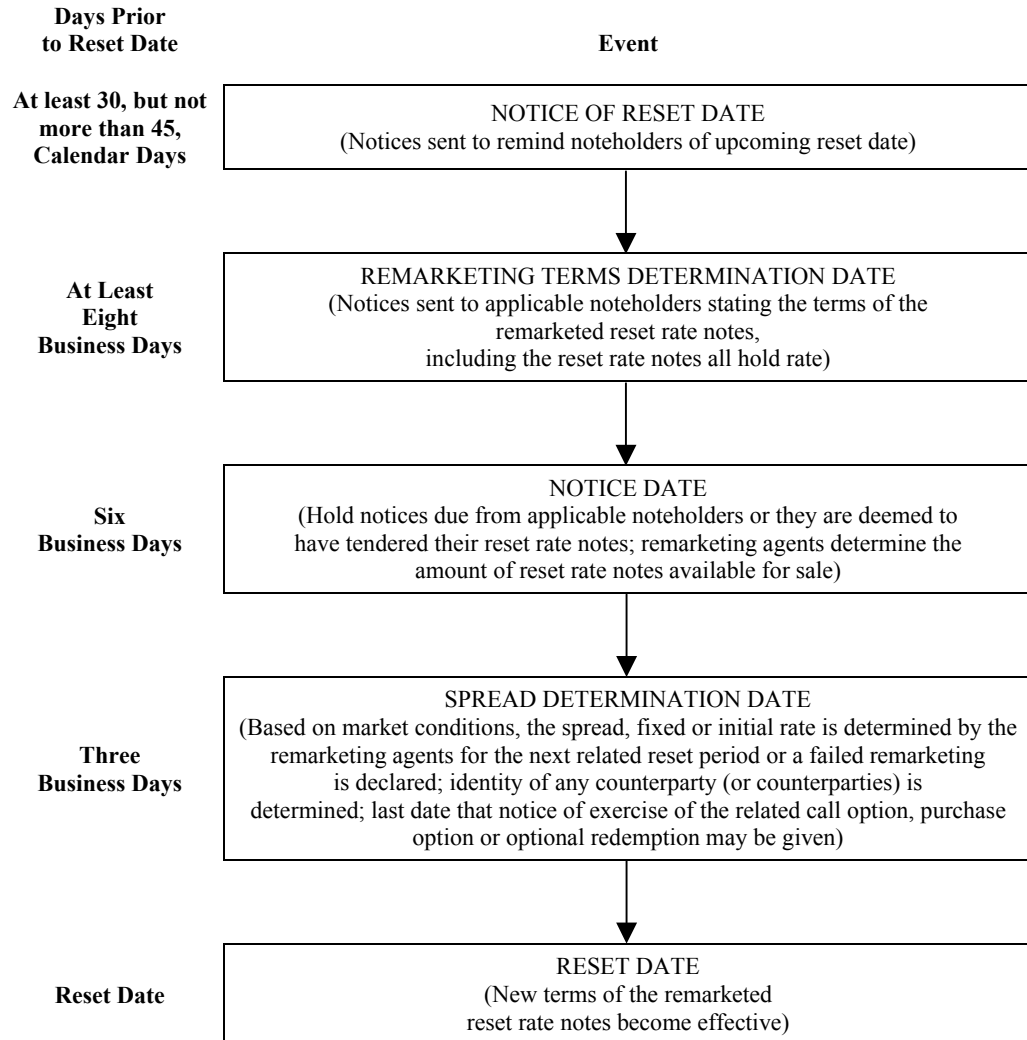 Days Prior
to Reset Date
Event
At least 30, but not
more than 45,
Calendar Days
NOTICE OF RESET DATE
(Notices sent to remind noteholders of upcoming reset date)
At Least
Eight
Business Days
REMARKETING TERMS DETERMINATION DATE
(Notices sent to applicable noteholders stating the terms of the
remarketed reset rate notes,
including the reset rate notes all hold rate)
Six
Business Days
NOTICE DATE
(Hold notices due from applicable noteholders or they are deemed to
have tendered their reset rate notes; remarketing agents determine the
amount of reset rate notes available for sale)
Three
Business Days
SPREAD DETERMINATION DATE
(Based on market conditions, the spread, fixed or initial rate is determined by the
remarketing agents for the next related reset period or a failed remarketing
is declared; identity of any counterparty (or counterparties) is
determined; last date that notice of exercise of the related call option, purchase
option or optional redemption may be given)
Reset Date
RESET DATE
(New terms of the remarketed
reset rate notes become effective)